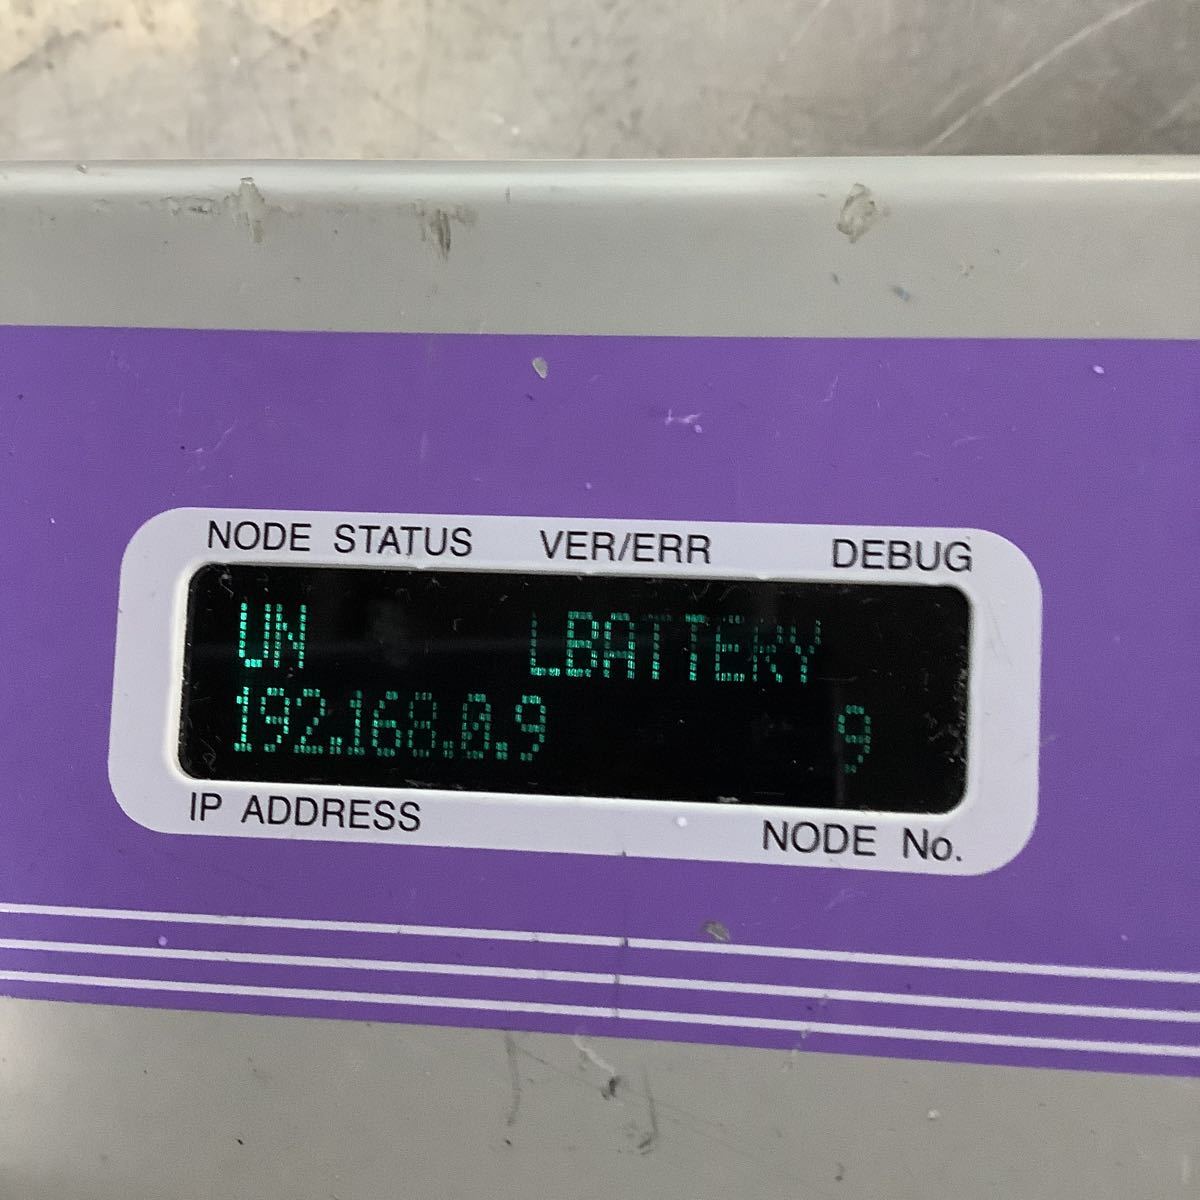 NODE STATUS VER/ERR DEBUG
UN LBATTERY
192.168.0.9 9
IP ADDRESS NODE No.